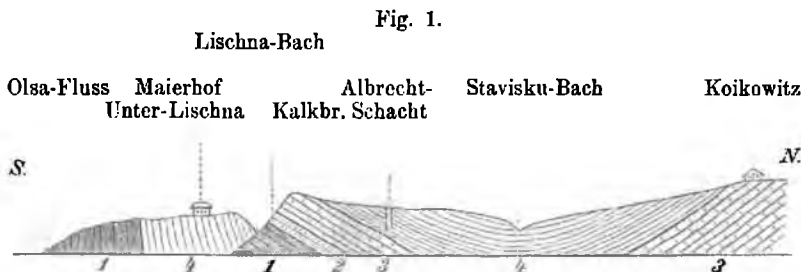 Fig. 1.
Lischna-Bach
Olsa-Fluss Maierhof Albrecht- Stavisku-Bach Koikowitz
Unter-Lischna Kalkbr. Schacht
S. N.
1 4 1 2 3 4 3